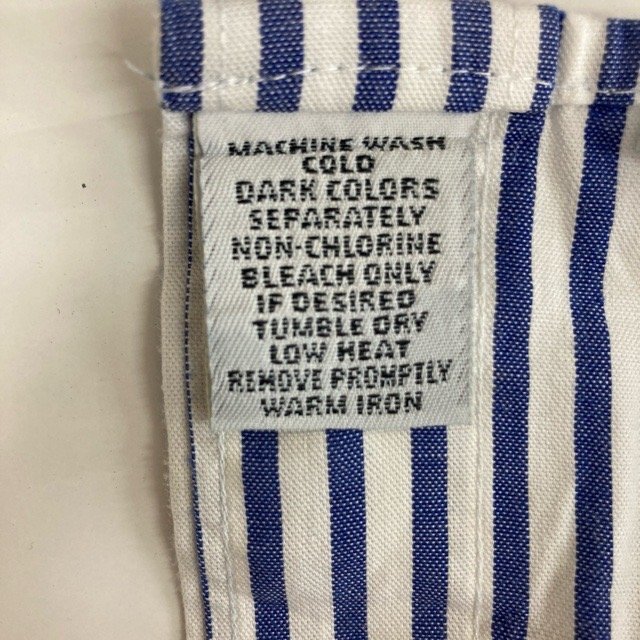 MACHINE WASH
COLD
DARK COLORS
SEPARATELY
NON-CHLORINE
BLEACH ONLY
IF DESIRED
TUMBLE DRY
LOW HEAT
REMOVE PROMPTLY
WARM IRON